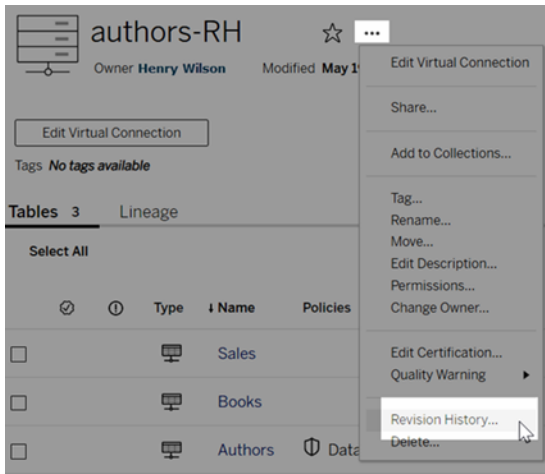 authors-RH
Owner Henry Wilson Modified May 1
Edit Virtual Connection
Tags No tags available
Tables 3 Lineage
Select All
Type ↓ Name Policies
Sales
Books
Authors Data
...
Edit Virtual Connection
Share...
Add to Collections...
Tag...
Rename...
Move...
Edit Description...
Permissions...
Change Owner...
Edit Certification...
Quality Warning
Revision History...
Delete...